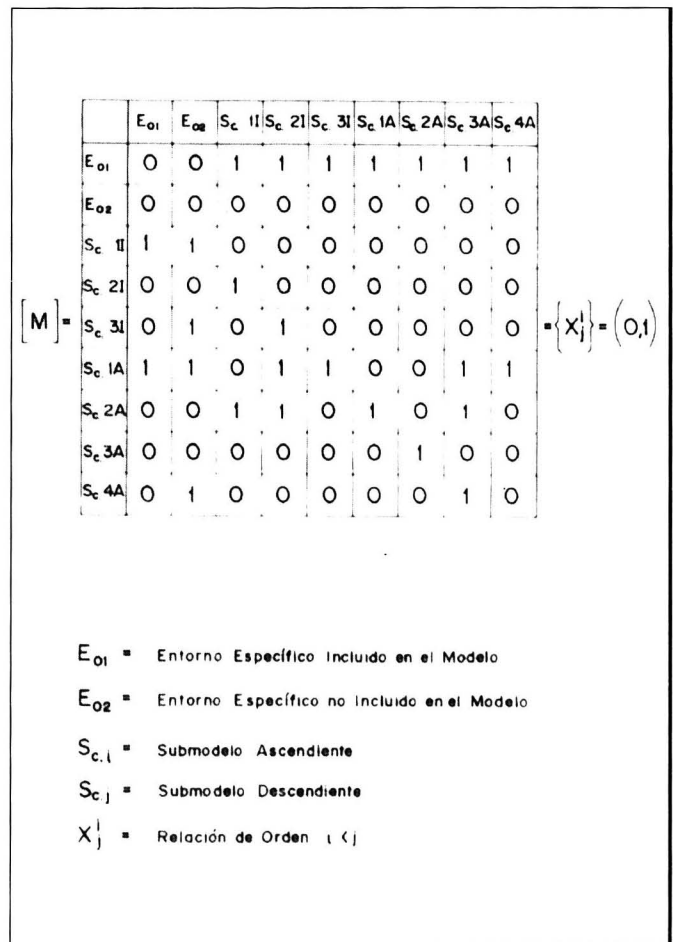 E01 E02 Sc. 1I Sc. 2I Sc. 3I Sc. 1A Sc. 2A Sc. 3A Sc. 4A
E01 0 0 1 1 1 1 1 1 1
E02 0 0 0 0 0 0 0 0 0
Sc. 1I 1 1 0 0 0 0 0 0 0
Sc. 2I 0 0 1 0 0 0 0 0 0
[M] = Sc. 3I 0 1 0 1 0 0 0 0 0 = {X^i_j} = (0,1)
Sc. 1A 1 1 0 1 1 0 0 1 1
Sc. 2A 0 0 1 1 0 1 0 1 0
Sc. 3A 0 0 0 0 0 0 1 0 0
Sc. 4A 0 1 0 0 0 0 0 1 0
E01 = Entorno Específico Incluido en el Modelo
E02 = Entorno Específico no Incluido en el Modelo
Sc.i = Submodelo Ascendiente
Sc.j = Submodelo Descendiente
X^i_j = Relación de Orden i < j